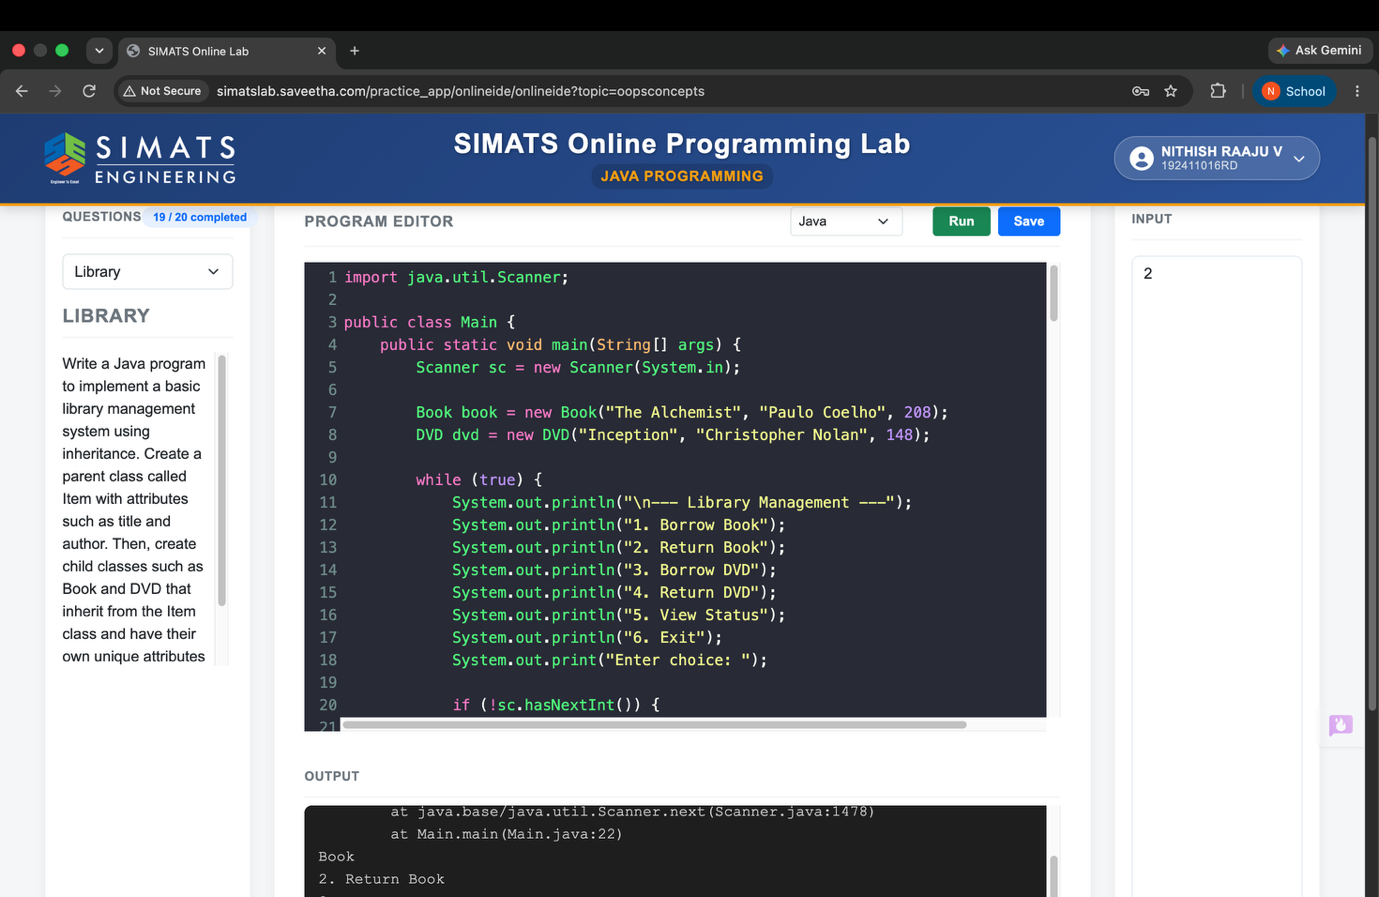 SIMATS Online Lab
Ask Gemini
Not Secure
simatslab.saveetha.com/practice_app/onlineide/onlineide?topic=oopsconcepts
N School
SIMATS
ENGINEERING
Engineer to Excel
SIMATS Online Programming Lab
JAVA PROGRAMMING
NITHISH RAAJU V
192411016RD
QUESTIONS 19 / 20 completed
Library
LIBRARY
Write a Java program
to implement a basic
library management
system using
inheritance. Create a
parent class called
Item with attributes
such as title and
author. Then, create
child classes such as
Book and DVD that
inherit from the Item
class and have their
own unique attributes
PROGRAM EDITOR
Java
Run
Save
1 import java.util.Scanner;
2
3 public class Main {
4 public static void main(String[] args) {
5 Scanner sc = new Scanner(System.in);
6
7 Book book = new Book("The Alchemist", "Paulo Coelho", 208);
8 DVD dvd = new DVD("Inception", "Christopher Nolan", 148);
9
10 while (true) {
11 System.out.println("\n--- Library Management ---");
12 System.out.println("1. Borrow Book");
13 System.out.println("2. Return Book");
14 System.out.println("3. Borrow DVD");
15 System.out.println("4. Return DVD");
16 System.out.println("5. View Status");
17 System.out.println("6. Exit");
18 System.out.print("Enter choice: ");
19
20 if (!sc.hasNextInt()) {
21
OUTPUT
at java.base/java.util.Scanner.next(Scanner.java:1478)
at Main.main(Main.java:22)
Book
2. Return Book
INPUT
2